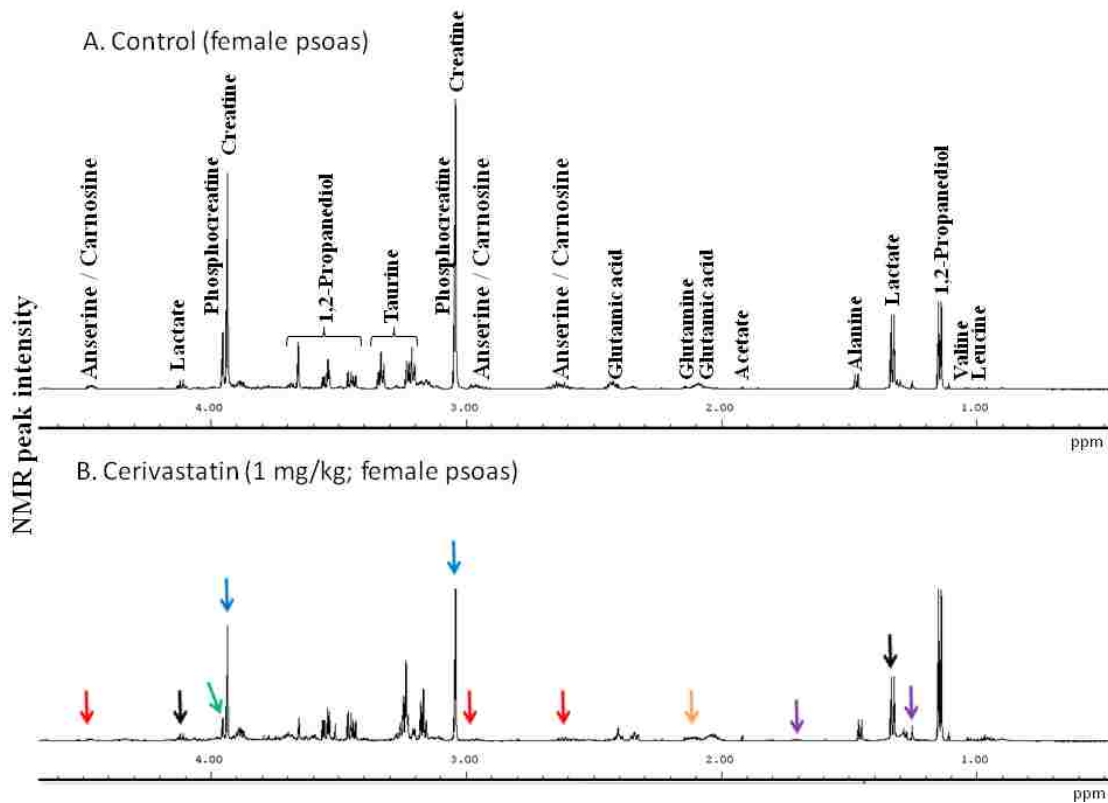 A. Control (female psoas)
Anserine / Carnosine
Lactate
Phosphocreatine
Creatine
1,2-Propanediol
Taurine
Phosphocreatine
Creatine
Anserine / Carnosine
Anserine / Carnosine
Glutamic acid
Glutamine
Glutamic acid
Acetate
Alanine
Lactate
1,2-Propanediol
Valine
Leucine
4.00 3.00 2.00 1.00
ppm
NMR peak intensity
B. Cerivastatin (1 mg/kg; female psoas)
4.00 3.00 2.00 1.00
ppm